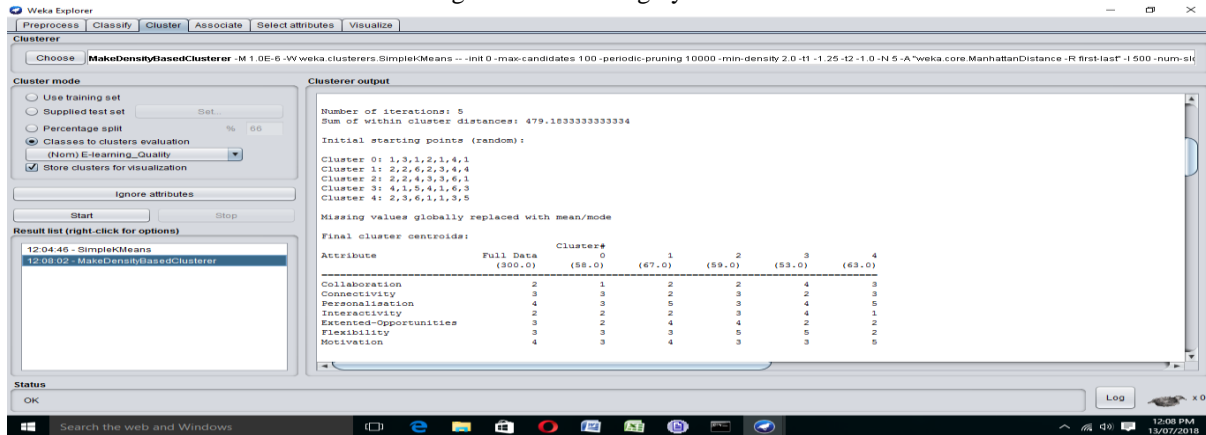 Weka Explorer
Preprocess Classify Cluster Associate Select attributes Visualize
Clusterer
Choose MakeDensityBasedClusterer -M 1.0E-6 -W weka.clusterers.SimpleKMeans -- -init 0 -max-candidates 100 -periodic-pruning 10000 -min-density 2.0 -t1 -1.25 -t2 -1.0 -N 5 -A "weka.core.ManhattanDistance -R first-last" -I 500 -num-slo
Cluster mode
Use training set
Supplied test set Set...
Percentage split % 66
Classes to clusters evaluation
(Nom) E-learning_Quality
Store clusters for visualization
Ignore attributes
Start Stop
Result list (right-click for options)
12:04:46 - SimpleKMeans
12:08:02 - MakeDensityBasedClusterer
Clusterer output
Number of iterations: 5
Sum of within cluster distances: 479.1833333333334
Initial starting points (random):
Cluster 0: 1,3,1,2,1,4,1
Cluster 1: 2,2,6,2,3,4,4
Cluster 2: 2,2,4,3,3,6,1
Cluster 3: 4,1,5,4,1,6,3
Cluster 4: 2,3,6,1,1,3,5
Missing values globally replaced with mean/mode
Final cluster centroids:
Cluster#
Attribute Full Data 0 1 2 3 4
(300.0) (58.0) (67.0) (59.0) (53.0) (63.0)
Collaboration 2 1 2 2 4 3
Connectivity 3 3 2 3 2 3
Personalisation 4 3 5 3 4 5
Interactivity 2 2 2 3 4 1
Extented-Opportunities 3 2 4 4 2 2
Flexibility 3 3 3 5 5 2
Motivation 4 3 4 3 3 5
Status
OK
Log x 0
Search the web and Windows
12:08 PM
13/07/2018